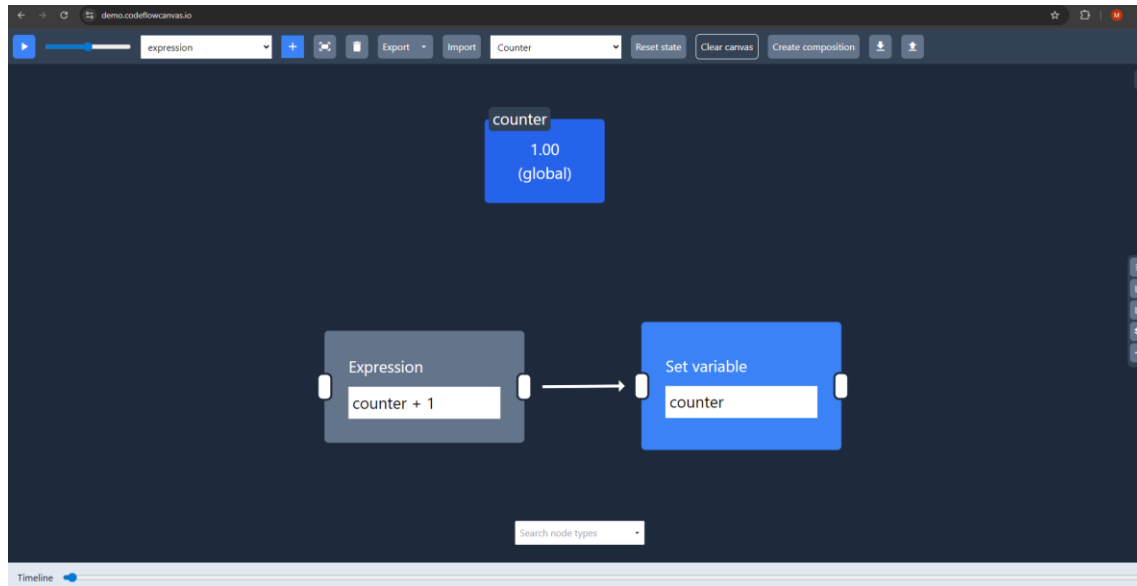 demo.codeflowcanvas.io
M
expression
+
Export
Import
Counter
Reset state
Clear canvas
Create composition
counter
1.00
(global)
Expression
counter + 1
Set variable
counter
Search node types
Timeline